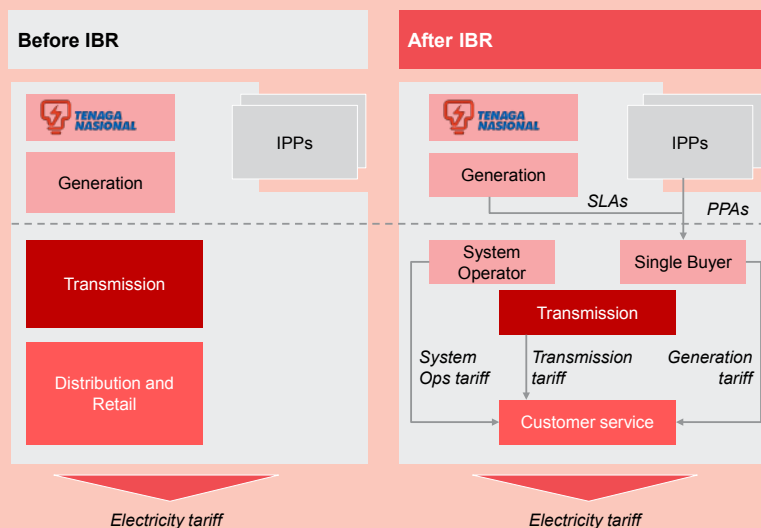 Before IBR
TENAGA
NASIONAL
IPPs
Generation
Transmission
Distribution and
Retail
Electricity tariff
After IBR
TENAGA
NASIONAL
IPPs
Generation
SLAs
PPAs
System
Operator
Single Buyer
Transmission
System
Ops tariff
Transmission
tariff
Generation
tariff
Customer service
Electricity tariff